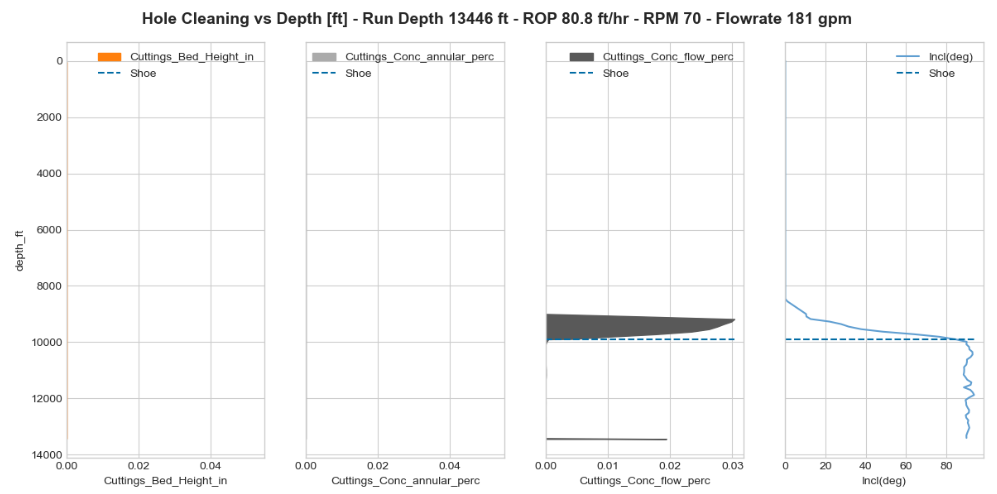 Hole Cleaning vs Depth [ft] - Run Depth 13446 ft - ROP 80.8 ft/hr - RPM 70 - Flowrate 181 gpm
Cuttings_Bed_Height_in
Shoe
Cuttings_Conc_annular_perc
Shoe
Cuttings_Conc_flow_perc
Shoe
Incl(deg)
Shoe
depth_ft
0
2000
4000
6000
8000
10000
12000
14000
0.00 0.02 0.04
Cuttings_Bed_Height_in
0.00 0.02 0.04
Cuttings_Conc_annular_perc
0.00 0.01 0.02 0.03
Cuttings_Conc_flow_perc
0 20 40 60 80
Incl(deg)